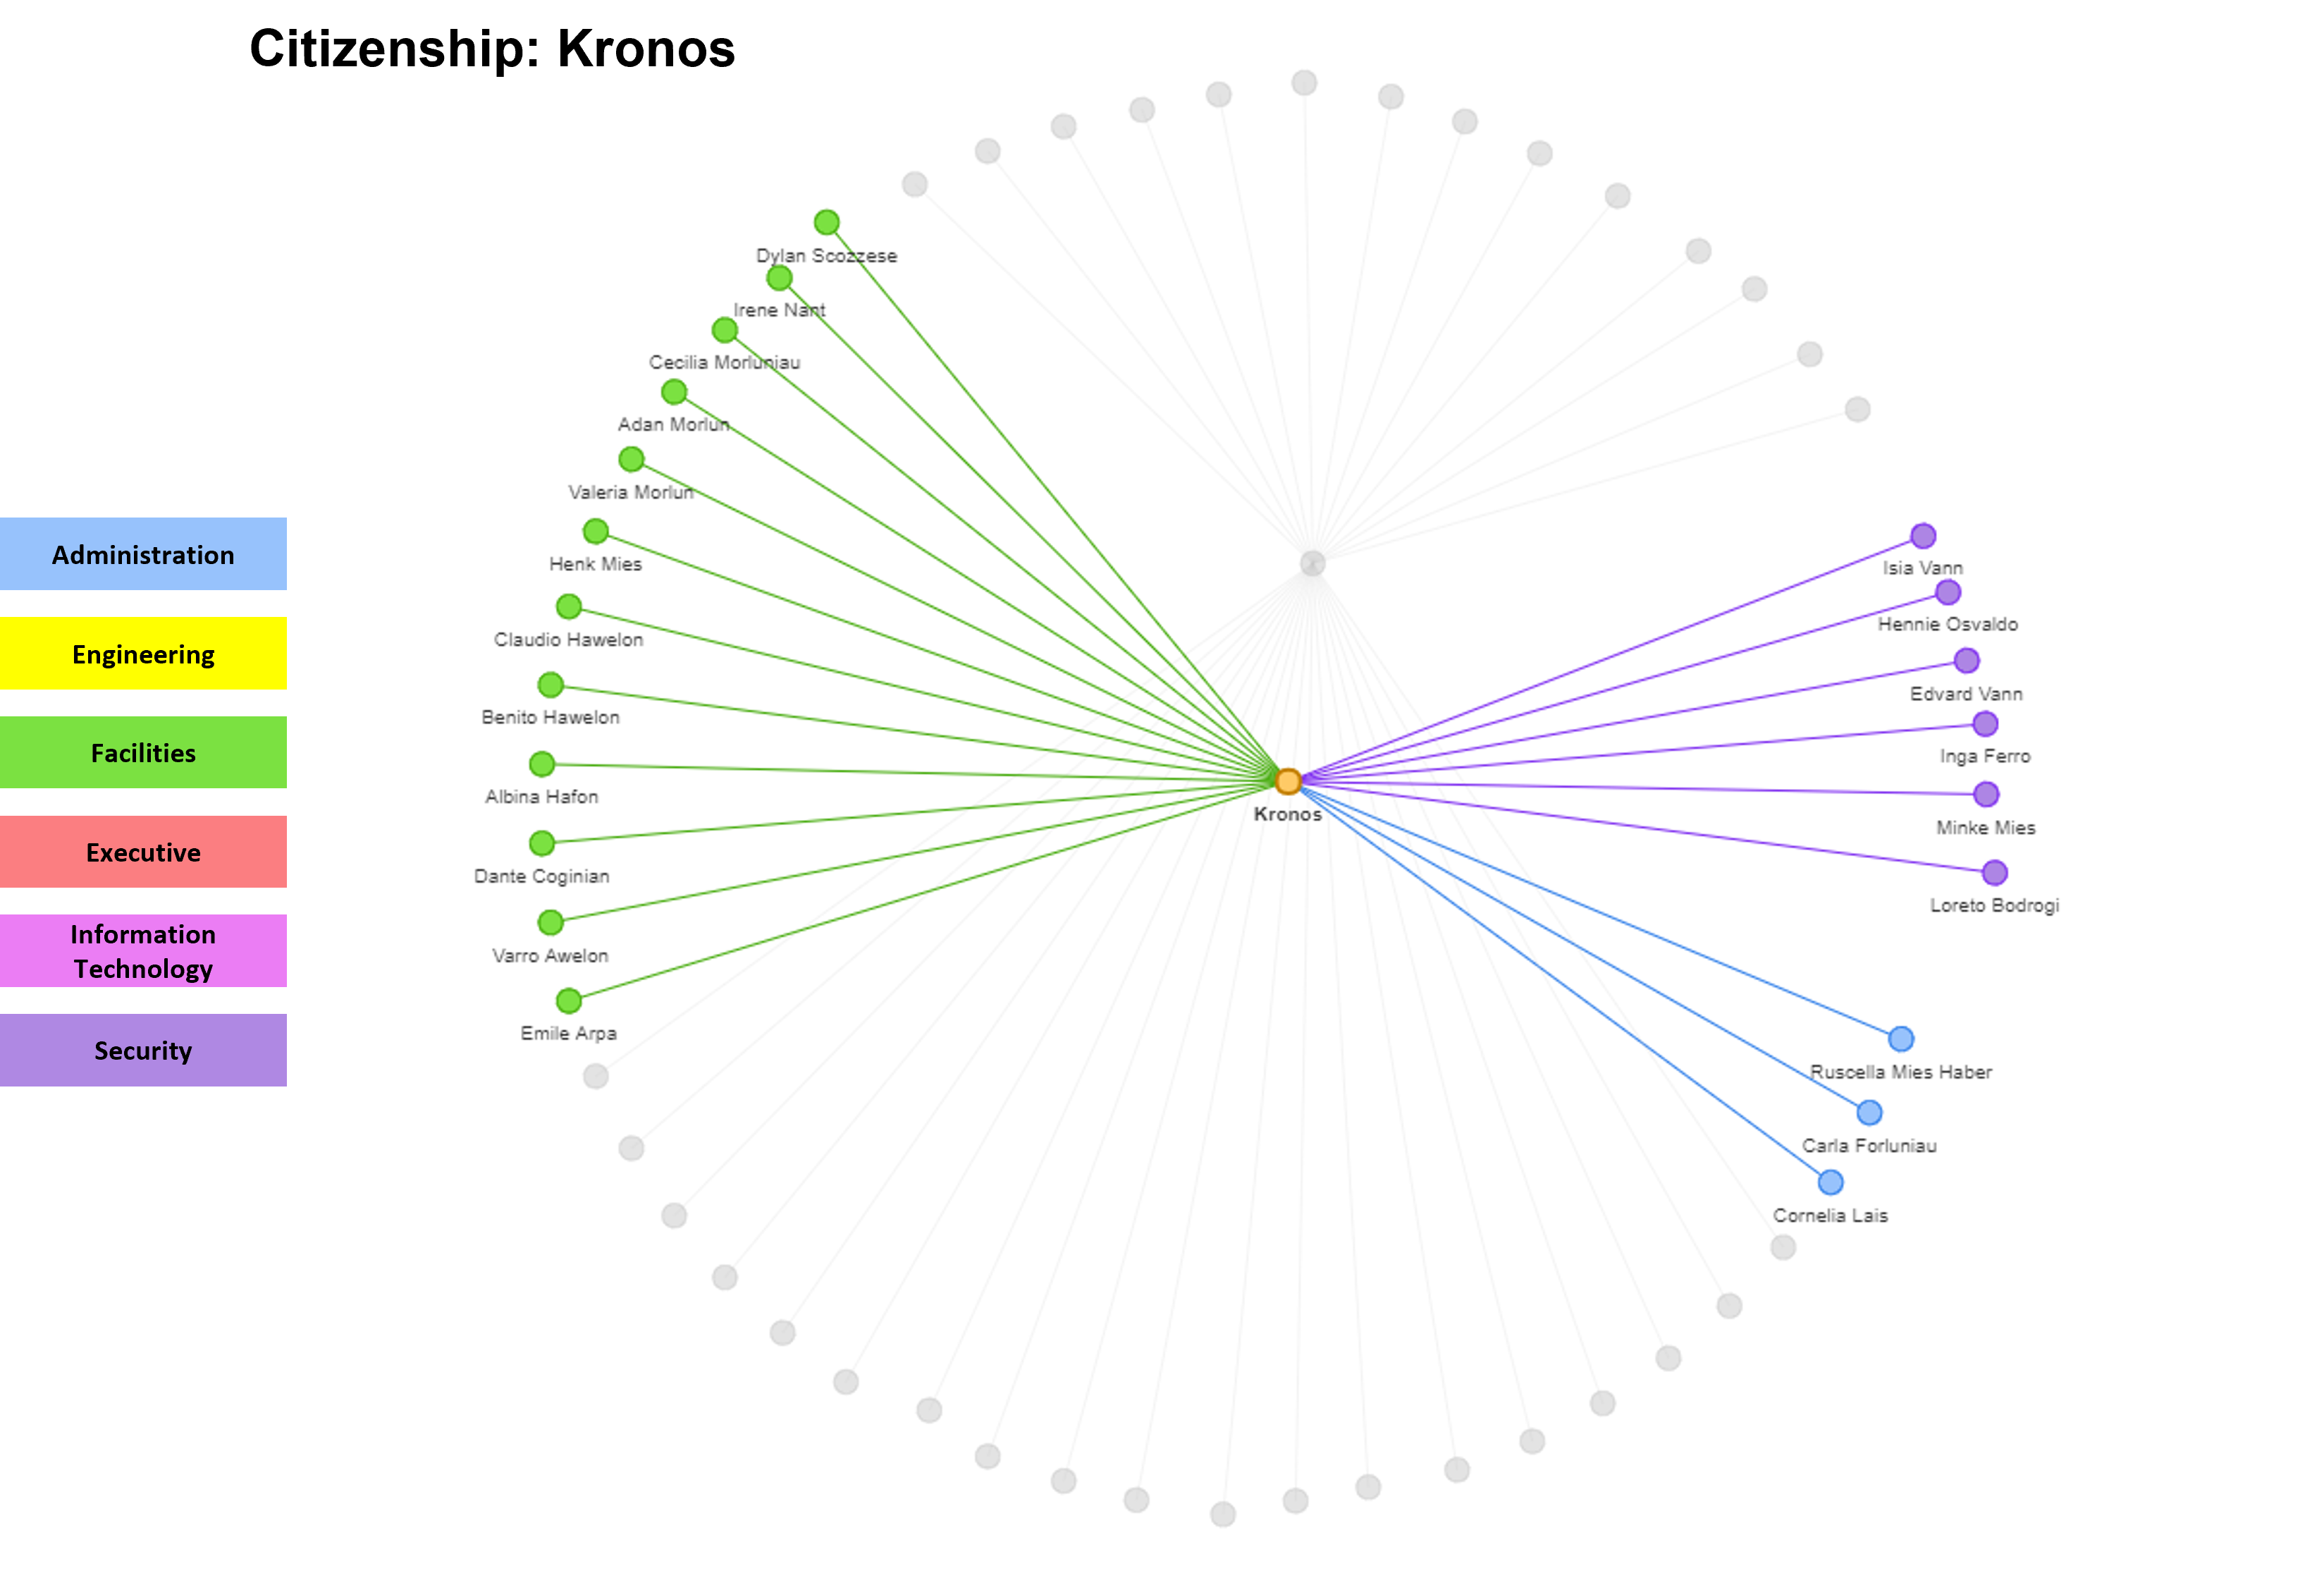 Citizenship: Kronos
Administration
Engineering
Facilities
Executive
Information
Technology
Security
Dylan Scozzese
Irene Nant
Cecilia Morluniau
Adan Morlun
Valeria Morlun
Henk Mies
Claudio Hawelon
Benito Hawelon
Albina Hafon
Dante Coginian
Varro Awelon
Emile Arpa
Kronos
Isia Vann
Hennie Osvaldo
Edvard Vann
Inga Ferro
Minke Mies
Loreto Bodrogi
Ruscella Mies Haber
Carla Forluniau
Cornelia Lais